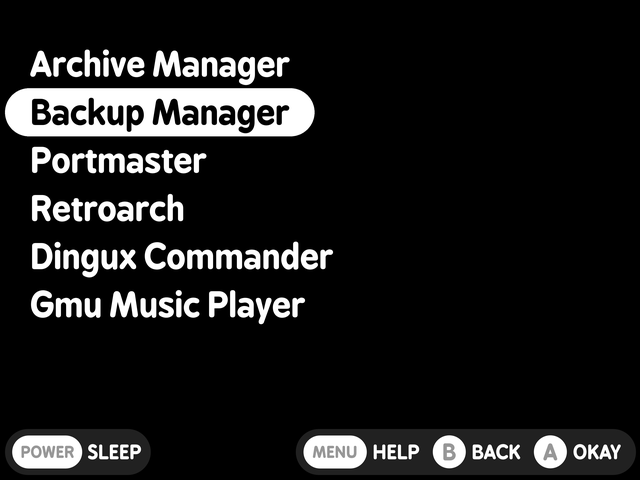 Archive Manager
Backup Manager
Portmaster
Retroarch
Dingux Commander
Gmu Music Player
POWER SLEEP MENU HELP B BACK A OKAY